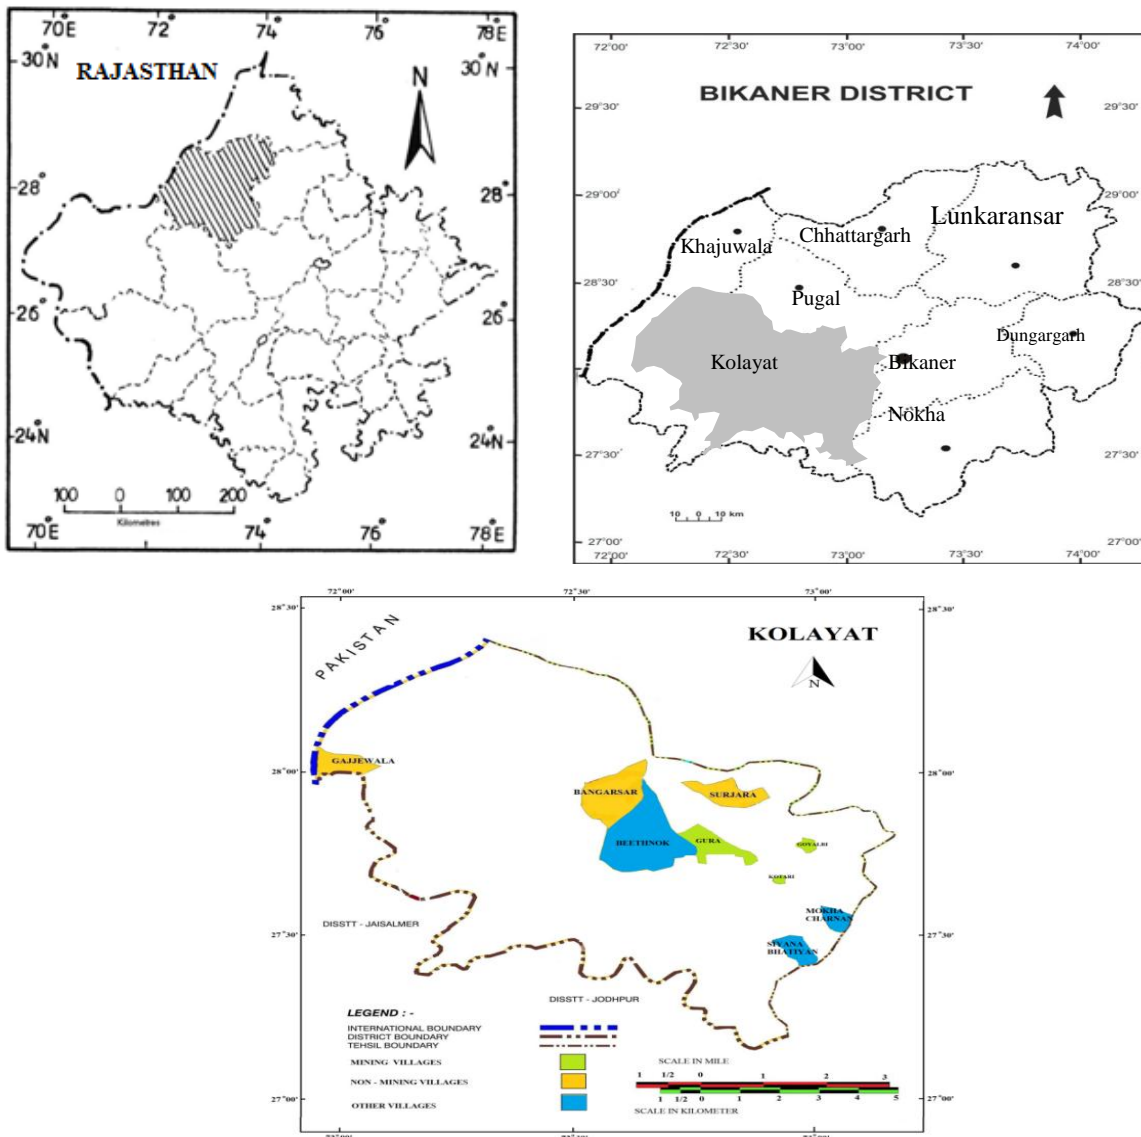 70°E 72° 74° 76° 78°E
30°N 30°N
RAJASTHAN
N
28° 28°
26° 26°
24N 24°N
100 0 100 200
Kilometres
70°E 74° 76° 78°E
72°00' 72°30' 73°00' 73°30' 74°00'
BIKANER DISTRICT
29°30' 29°30'
29°00' 29°00'
Lunkaransar
Khajuwala
Chhattargarh
28°30' 28°30'
Pugal
Dungargarh
Kolayat
Bikaner
Nokha
27°30' 27°30'
10 0 10 km
27°00' 27°00'
72°00' 72°30' 73°00' 73°30' 74°00'
72°00' 72°30' 73°00'
28°30' 28°30'
PAKISTAN
KOLAYAT
N
GAJJEWALA
28°00' 28°00'
BANGARSAR
SURJARA
BEETHNOK
GURA
GOYALRI
KOTARI
MOKHA
CHARNAN
DISSTT - JAISALMER
27°30' 27°30'
SIYANA
BHATIYAN
DISSTT - JODHPUR
LEGEND : -
INTERNATIONAL BOUNDARY
DISTRICT BOUNDARY
TEHSIL BOUNDARY
MINING VILLAGES
NON - MINING VILLAGES
OTHER VILLAGES
SCALE IN MILE
1 1/2 0 1 2 3
1 1/2 0 1 2 3 4 5
SCALE IN KILOMETER
27°00' 27°00'